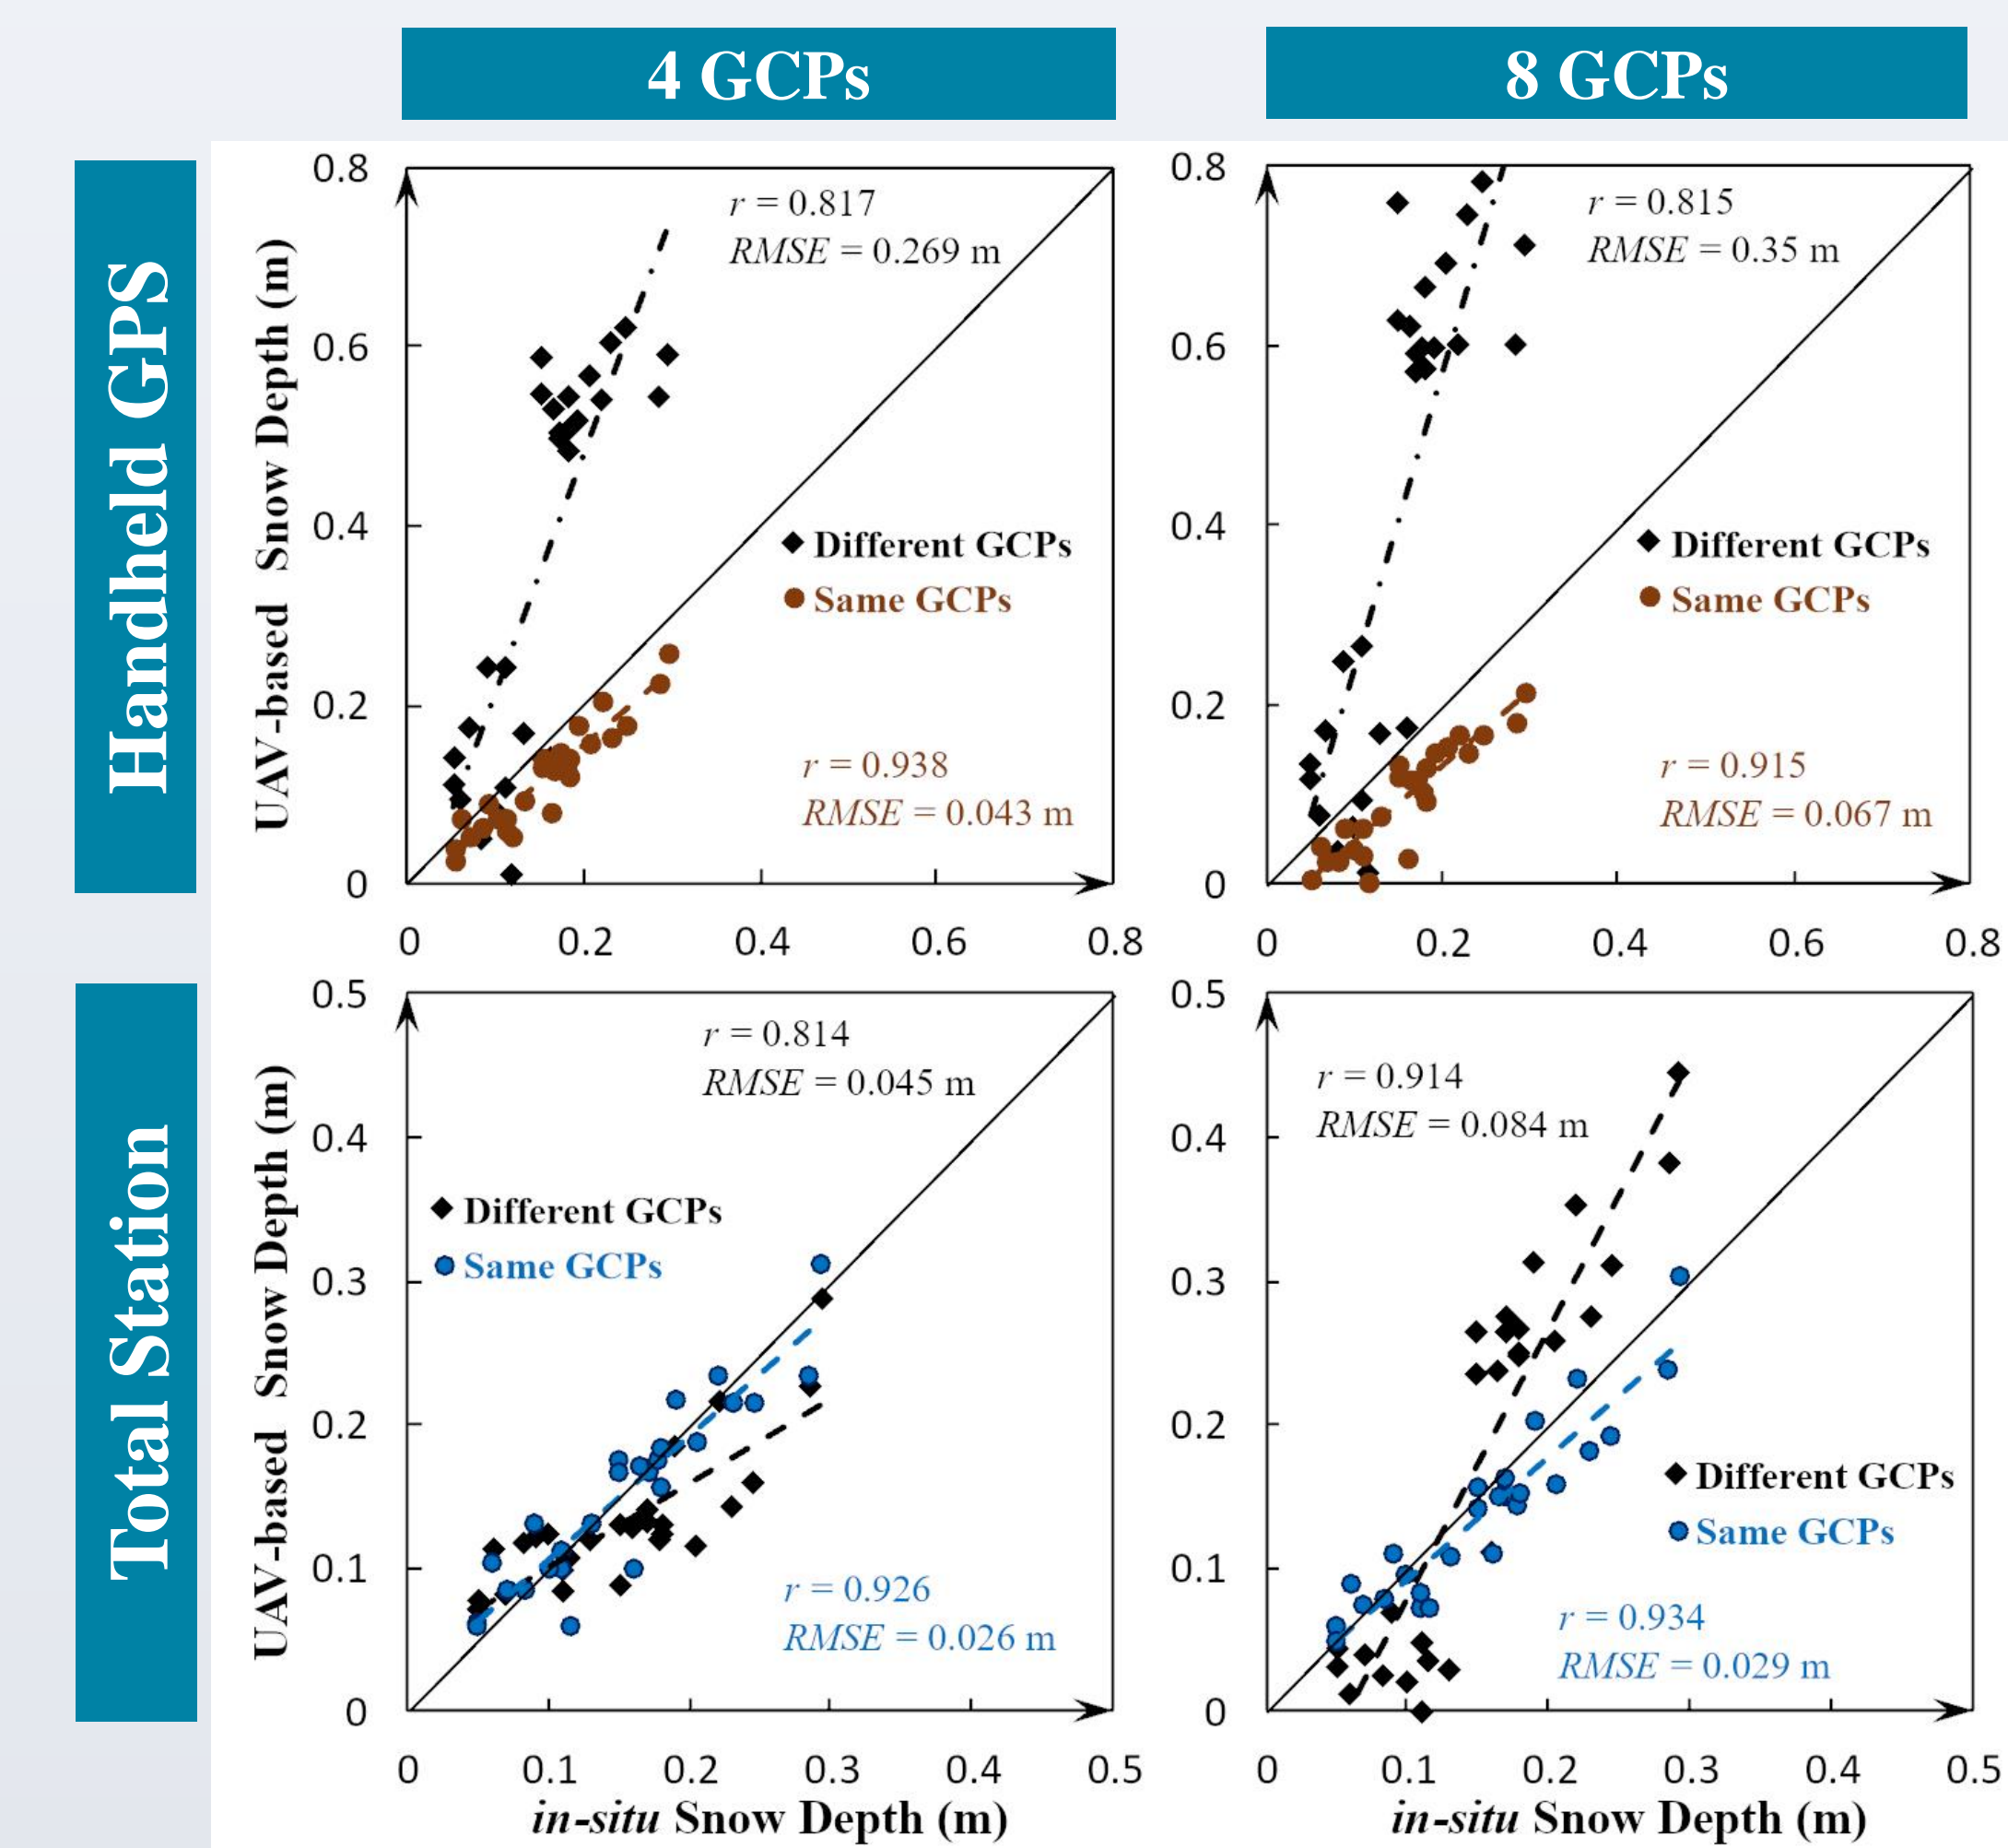 4 GCPs
8 GCPs
Handheld GPS
UAV-based Snow Depth (m)
0.8
0.6
0.4
0.2
0
r = 0.817
RMSE = 0.269 m
Different GCPs
Same GCPs
r = 0.938
RMSE = 0.043 m
0 0.2 0.4 0.6 0.8
0.8
0.6
0.4
0.2
0
r = 0.815
RMSE = 0.35 m
Different GCPs
Same GCPs
r = 0.915
RMSE = 0.067 m
0 0.2 0.4 0.6 0.8
Total Station
UAV-based Snow Depth (m)
0.5
0.4
0.3
0.2
0.1
0
r = 0.814
RMSE = 0.045 m
Different GCPs
Same GCPs
r = 0.926
RMSE = 0.026 m
0 0.1 0.2 0.3 0.4 0.5
in-situ Snow Depth (m)
0.5
0.4
0.3
0.2
0.1
0
r = 0.914
RMSE = 0.084 m
Different GCPs
Same GCPs
r = 0.934
RMSE = 0.029 m
0 0.1 0.2 0.3 0.4 0.5
in-situ Snow Depth (m)